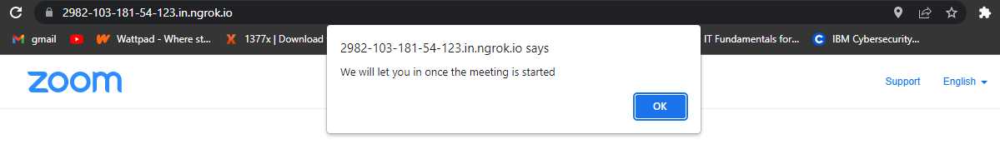 2982-103-181-54-123.in.ngrok.io
gmail
Wattpad - Where st...
1377x | Download
IT Fundamentals for...
IBM Cybersecurity...
2982-103-181-54-123.in.ngrok.io says
We will let you in once the meeting is started
OK
zoom
Support
English